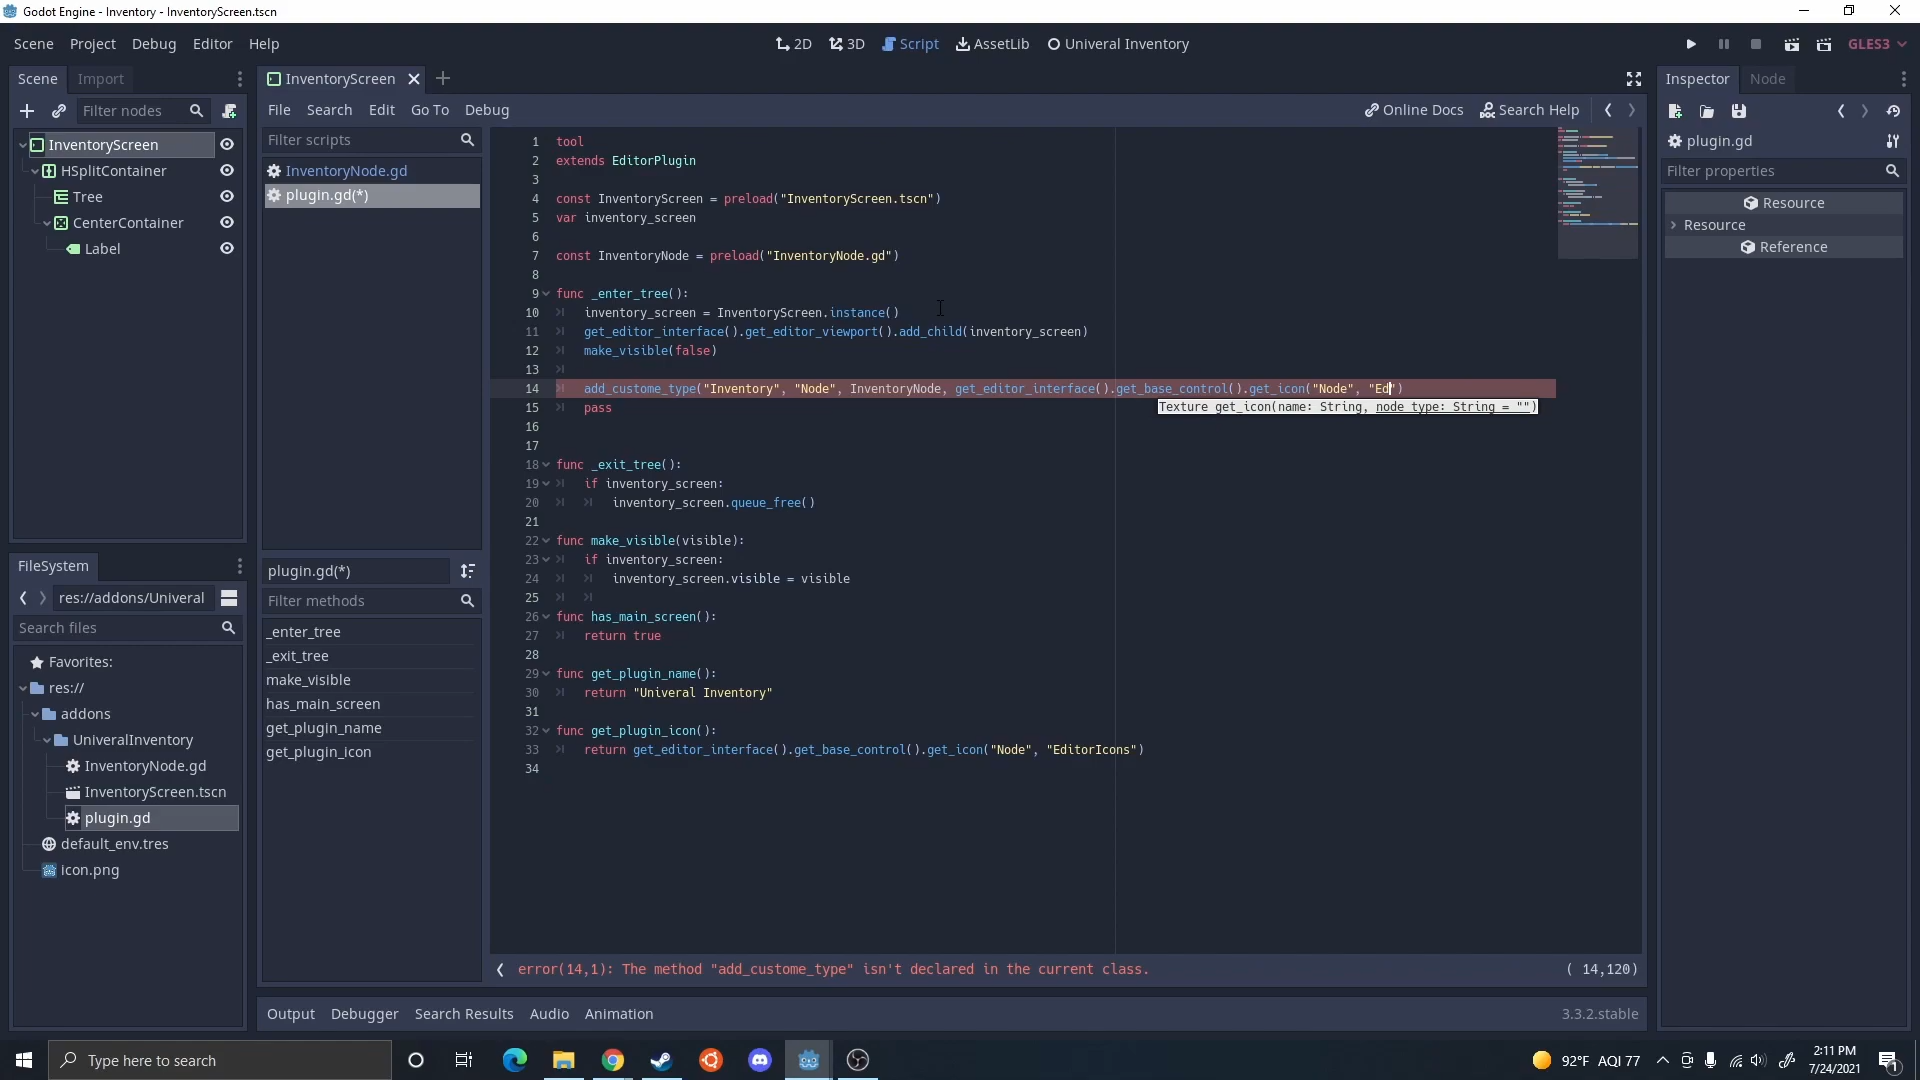 Godot Engine - Inventory - InventoryScreen.tscn
Scene Project Debug Editor Help
2D 3D Script AssetLib Univeral Inventory
GLES3
Scene Import
Filter nodes
InventoryScreen
HSplitContainer
Tree
CenterContainer
Label
FileSystem
res://addons/Univeral
Search files
Favorites:
res://
addons
UniveralInventory
InventoryNode.gd
InventoryScreen.tscn
plugin.gd
default_env.tres
icon.png
InventoryScreen
File Search Edit Go To Debug
Online Docs Search Help
Filter scripts
InventoryNode.gd
plugin.gd(*)
plugin.gd(*)
Filter methods
_enter_tree
_exit_tree
make_visible
has_main_screen
get_plugin_name
get_plugin_icon
1 tool
2 extends EditorPlugin
3
4 const InventoryScreen = preload("InventoryScreen.tscn")
5 var inventory_screen
6
7 const InventoryNode = preload("InventoryNode.gd")
8
9 func _enter_tree():
10 inventory_screen = InventoryScreen.instance()
11 get_editor_interface().get_editor_viewport().add_child(inventory_screen)
12 make_visible(false)
13
14 add_custome_type("Inventory", "Node", InventoryNode, get_editor_interface().get_base_control().get_icon("Node", "Ed")
Texture get_icon(name: String, node_type: String = "")
15 pass
16
17
18 func _exit_tree():
19 if inventory_screen:
20 inventory_screen.queue_free()
21
22 func make_visible(visible):
23 if inventory_screen:
24 inventory_screen.visible = visible
25
26 func has_main_screen():
27 return true
28
29 func get_plugin_name():
30 return "Univeral Inventory"
31
32 func get_plugin_icon():
33 return get_editor_interface().get_base_control().get_icon("Node", "EditorIcons")
34
error(14,1): The method "add_custome_type" isn't declared in the current class.
( 14,120)
Output Debugger Search Results Audio Animation
3.3.2.stable
Inspector Node
plugin.gd
Filter properties
Resource
Resource
Reference
Type here to search
92°F AQI 77
2:11 PM
7/24/2021
1